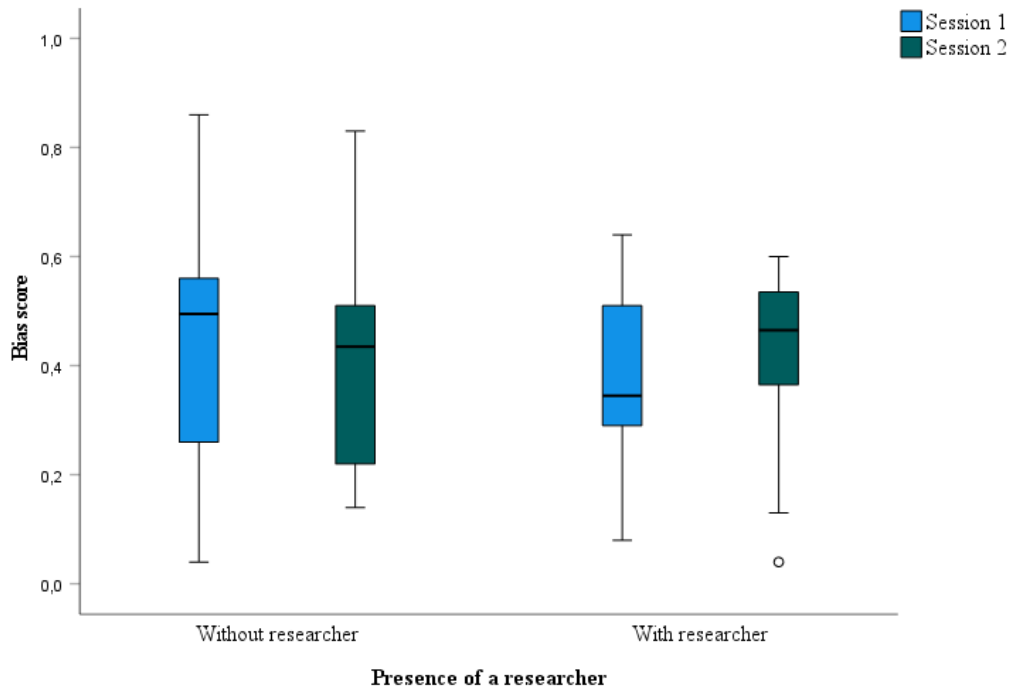 Session 1
Session 2
1,0
0,8
0,6
0,4
0,2
0,0
Bias score
Without researcher
With researcher
Presence of a researcher